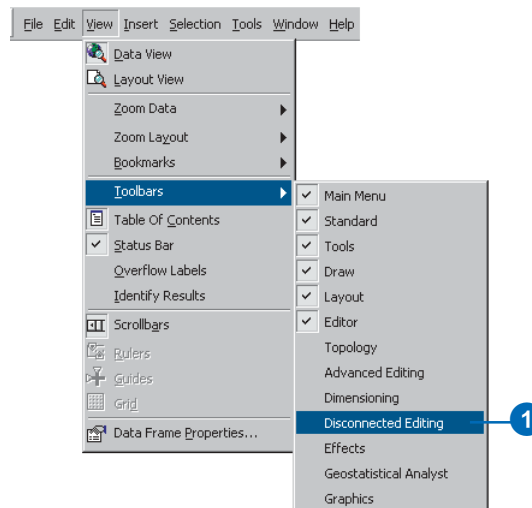 File Edit View Insert Selection Tools Window Help
Data View
Layout View
Zoom Data
Zoom Layout
Bookmarks
Toolbars
Table Of Contents
Status Bar
Overflow Labels
Identify Results
Scrollbars
Rulers
Guides
Grid
Data Frame Properties...
Main Menu
Standard
Tools
Draw
Layout
Editor
Topology
Advanced Editing
Dimensioning
Disconnected Editing
1
Effects
Geostatistical Analyst
Graphics